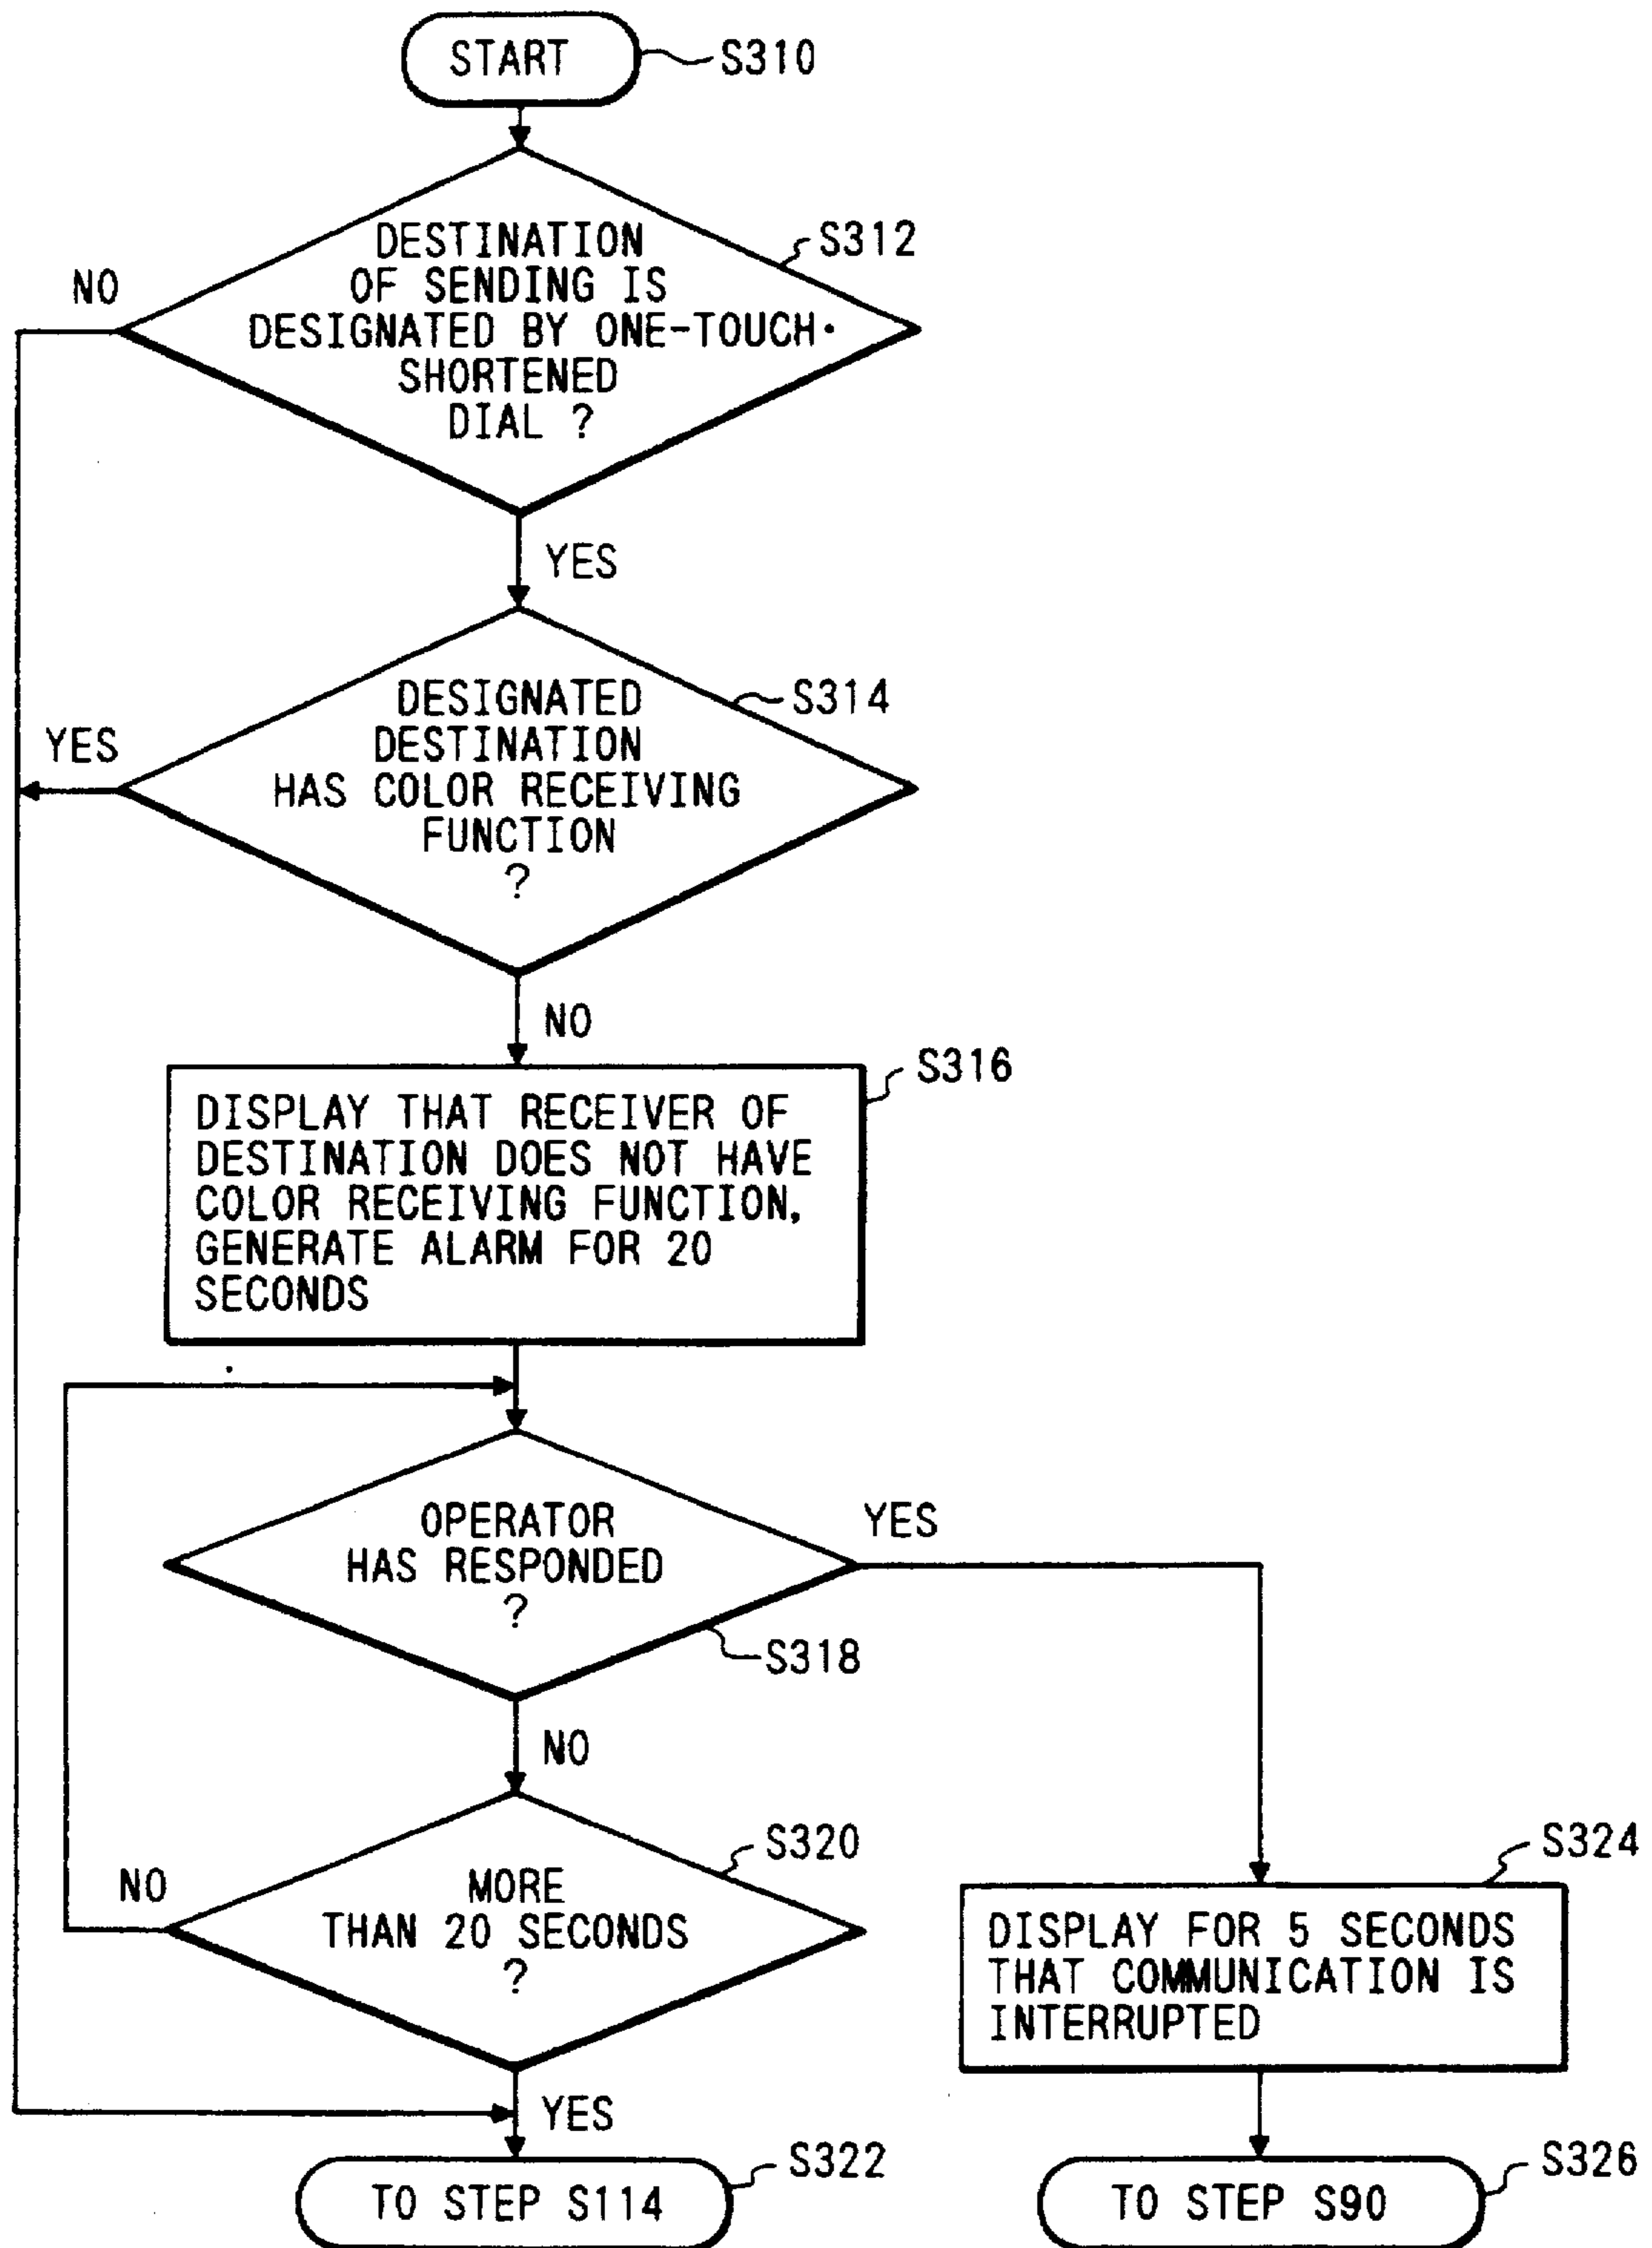 START
S310
DESTINATION
OF SENDING IS
DESIGNATED BY ONE-TOUCH·
SHORTENED
DIAL ?
S312
NO
YES
DESIGNATED
DESTINATION
HAS COLOR RECEIVING
FUNCTION
?
S314
YES
NO
DISPLAY THAT RECEIVER OF
DESTINATION DOES NOT HAVE
COLOR RECEIVING FUNCTION,
GENERATE ALARM FOR 20
SECONDS
S316
OPERATOR
HAS RESPONDED
?
YES
S318
NO
MORE
THAN 20 SECONDS
?
S320
NO
YES
DISPLAY FOR 5 SECONDS
THAT COMMUNICATION IS
INTERRUPTED
S324
TO STEP S114
S322
TO STEP S90
S326